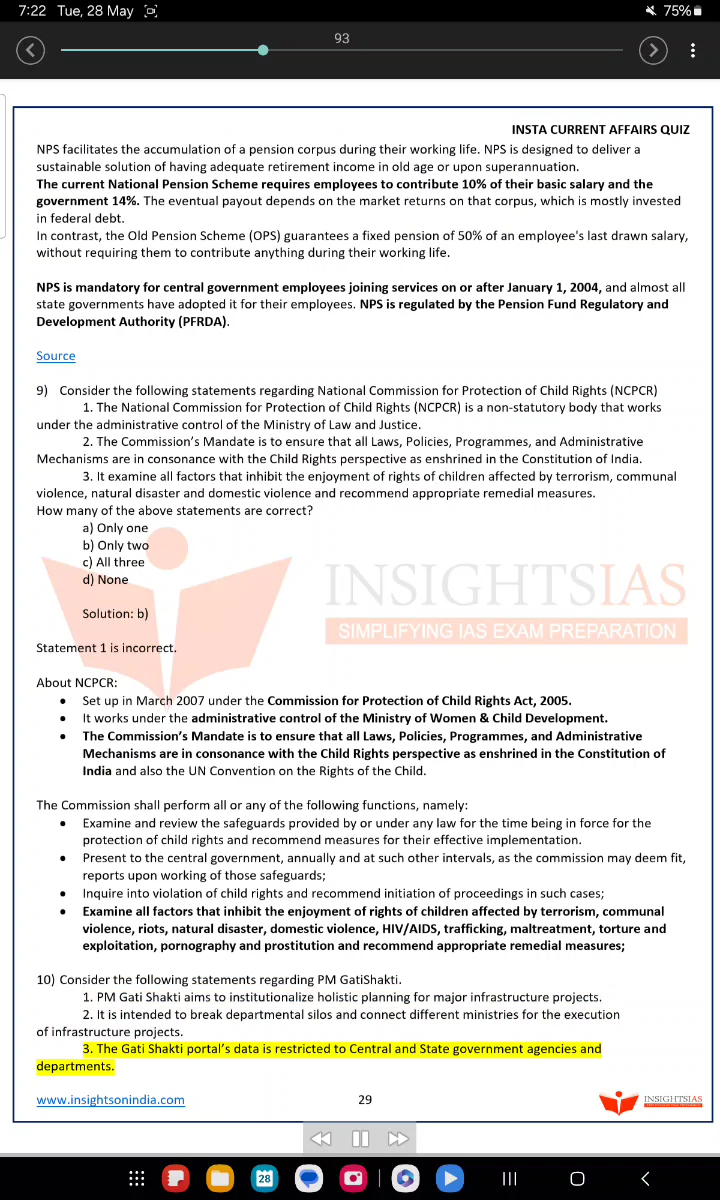 7:22 Tue, 28 May
75%
93
INSTA CURRENT AFFAIRS QUIZ
NPS facilitates the accumulation of a pension corpus during their working life. NPS is designed to deliver a
sustainable solution of having adequate retirement income in old age or upon superannuation.
The current National Pension Scheme requires employees to contribute 10% of their basic salary and the
government 14%. The eventual payout depends on the market returns on that corpus, which is mostly invested
in federal debt.
In contrast, the Old Pension Scheme (OPS) guarantees a fixed pension of 50% of an employee's last drawn salary,
without requiring them to contribute anything during their working life.
NPS is mandatory for central government employees joining services on or after January 1, 2004, and almost all
state governments have adopted it for their employees. NPS is regulated by the Pension Fund Regulatory and
Development Authority (PFRDA).
Source
9) Consider the following statements regarding National Commission for Protection of Child Rights (NCPCR)
1. The National Commission for Protection of Child Rights (NCPCR) is a non-statutory body that works
under the administrative control of the Ministry of Law and Justice.
2. The Commission's Mandate is to ensure that all Laws, Policies, Programmes, and Administrative
Mechanisms are in consonance with the Child Rights perspective as enshrined in the Constitution of India.
3. It examine all factors that inhibit the enjoyment of rights of children affected by terrorism, communal
violence, natural disaster and domestic violence and recommend appropriate remedial measures.
How many of the above statements are correct?
a) Only one
b) Only two
c) All three
d) None
INSIGHTSIAS
SIMPLIFYING IAS EXAM PREPARATION
Solution: b)
Statement 1 is incorrect.
About NCPCR:
• Set up in March 2007 under the Commission for Protection of Child Rights Act, 2005.
• It works under the administrative control of the Ministry of Women & Child Development.
• The Commission's Mandate is to ensure that all Laws, Policies, Programmes, and Administrative
Mechanisms are in consonance with the Child Rights perspective as enshrined in the Constitution of
India and also the UN Convention on the Rights of the Child.
The Commission shall perform all or any of the following functions, namely:
• Examine and review the safeguards provided by or under any law for the time being in force for the
protection of child rights and recommend measures for their effective implementation.
• Present to the central government, annually and at such other intervals, as the commission may deem fit,
reports upon working of those safeguards;
• Inquire into violation of child rights and recommend initiation of proceedings in such cases;
• Examine all factors that inhibit the enjoyment of rights of children affected by terrorism, communal
violence, riots, natural disaster, domestic violence, HIV/AIDS, trafficking, maltreatment, torture and
exploitation, pornography and prostitution and recommend appropriate remedial measures;
10) Consider the following statements regarding PM GatiShakti.
1. PM Gati Shakti aims to institutionalize holistic planning for major infrastructure projects.
2. It is intended to break departmental silos and connect different ministries for the execution
of infrastructure projects.
3. The Gati Shakti portal's data is restricted to Central and State government agencies and
departments.
www.insightsonindia.com
29
INSIGHTSIAS
28